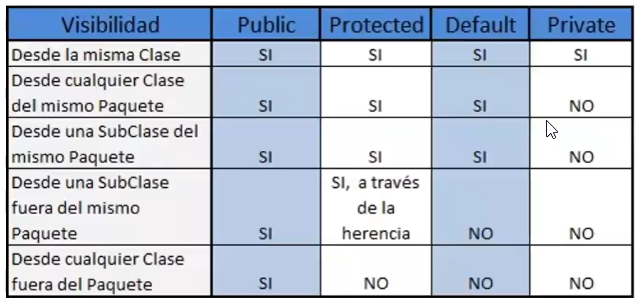 Visibilidad Public Protected Default Private
Desde la misma Clase SI SI SI SI
Desde cualquier Clase
del mismo Paquete SI SI SI NO
Desde una SubClase del
mismo Paquete SI SI SI NO
Desde una SubClase SI, a través
fuera del mismo de la
Paquete SI herencia NO NO
Desde cualquier Clase
fuera del Paquete SI NO NO NO